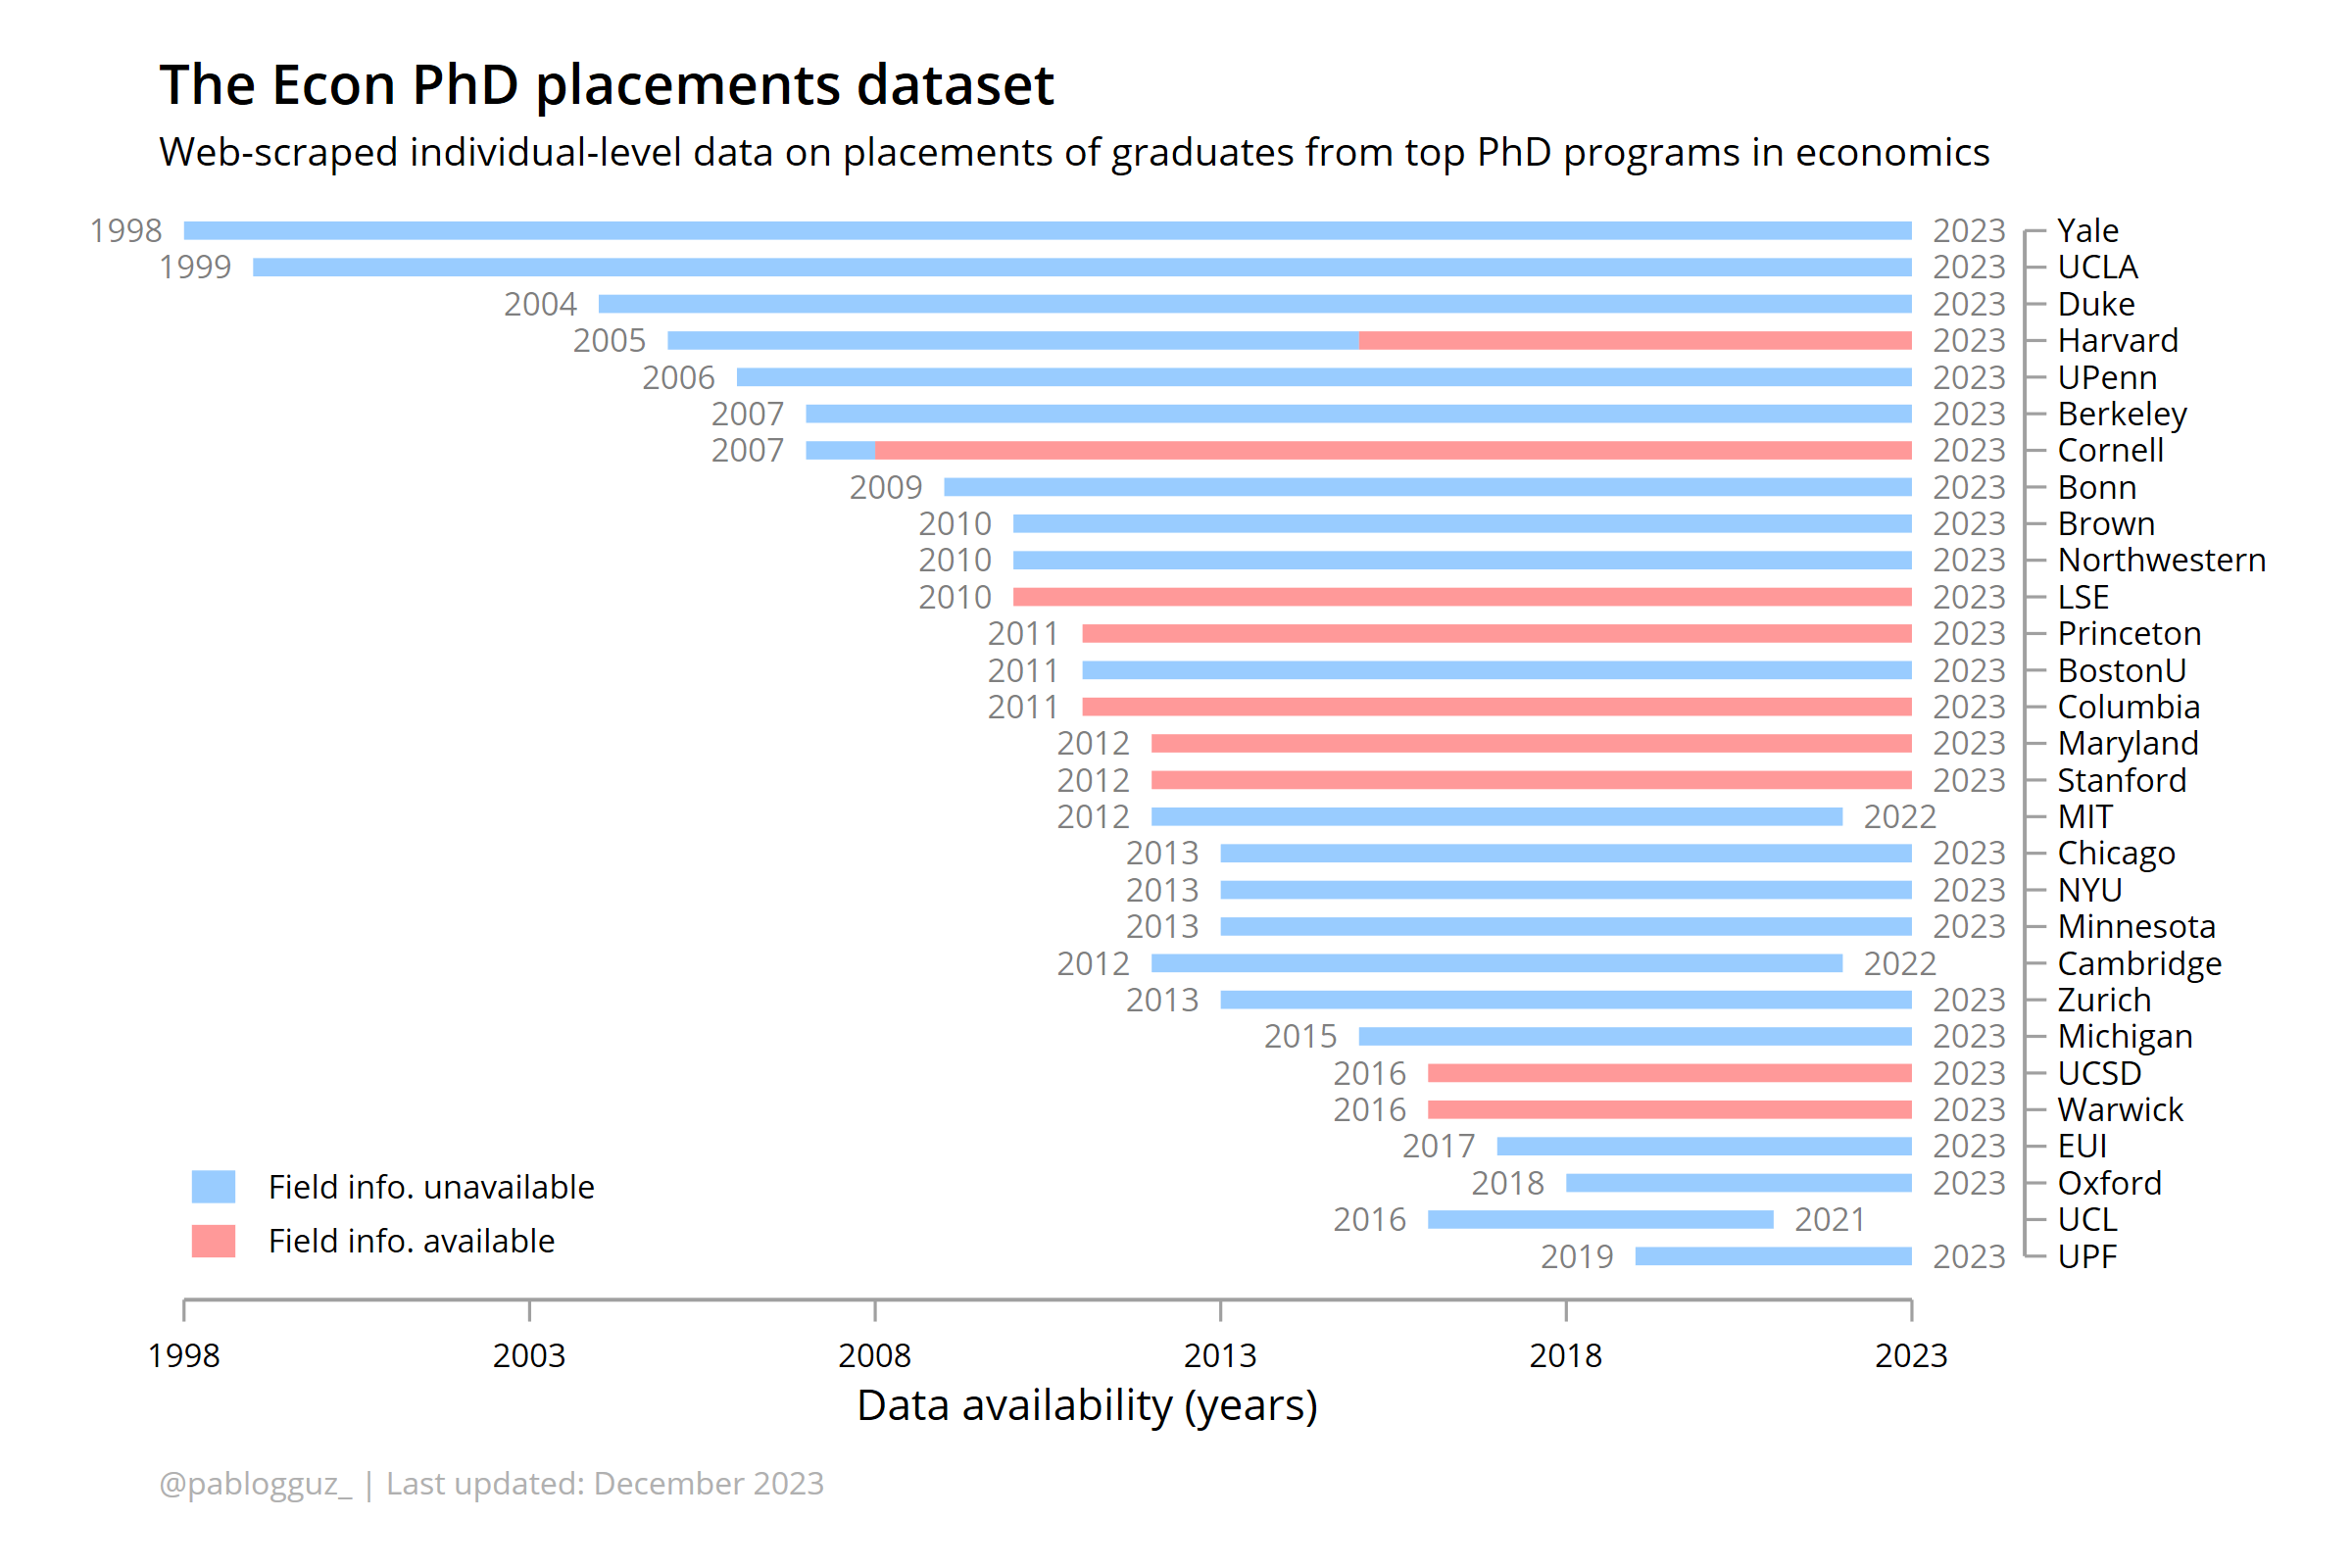 The Econ PhD placements dataset
Web-scraped individual-level data on placements of graduates from top PhD programs in economics
1998 2023 Yale
1999 2023 UCLA
2004 2023 Duke
2005 2023 Harvard
2006 2023 UPenn
2007 2023 Berkeley
2007 2023 Cornell
2009 2023 Bonn
2010 2023 Brown
2010 2023 Northwestern
2010 2023 LSE
2011 2023 Princeton
2011 2023 BostonU
2011 2023 Columbia
2012 2023 Maryland
2012 2023 Stanford
2012 2022 MIT
2013 2023 Chicago
2013 2023 NYU
2013 2023 Minnesota
2012 2022 Cambridge
2013 2023 Zurich
2015 2023 Michigan
2016 2023 UCSD
2016 2023 Warwick
2017 2023 EUI
2018 2023 Oxford
2016 2021 UCL
2019 2023 UPF
Field info. unavailable
Field info. available
1998 2003 2008 2013 2018 2023
Data availability (years)
@pablogguz_ | Last updated: December 2023